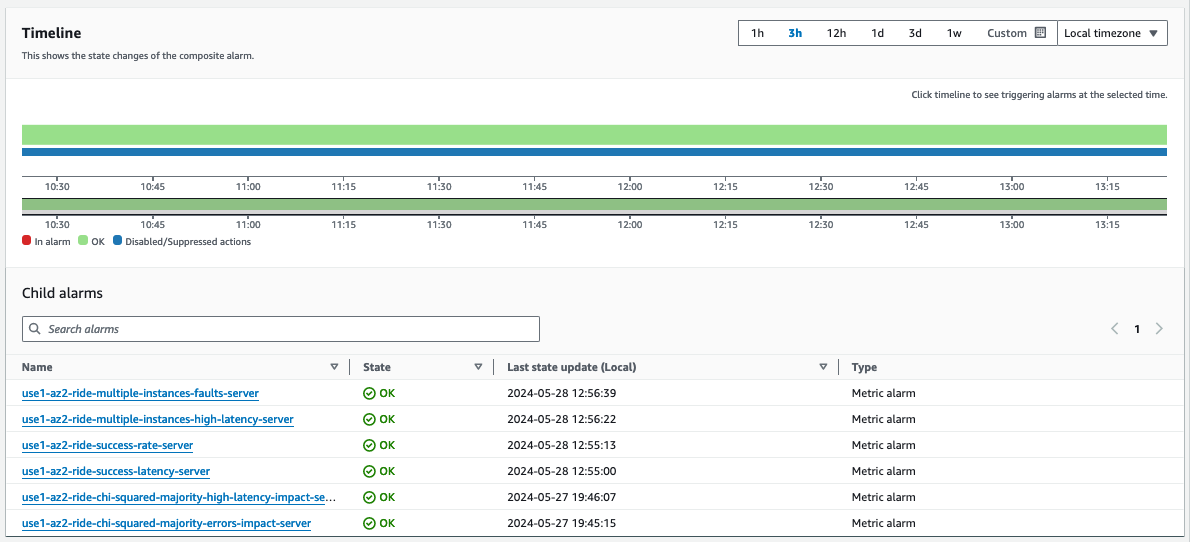 Timeline
This shows the state changes of the composite alarm.
1h 3h 12h 1d 3d 1w Custom Local timezone
Click timeline to see triggering alarms at the selected time.
10:30 10:45 11:00 11:15 11:30 11:45 12:00 12:15 12:30 12:45 13:00 13:15
10:30 10:45 11:00 11:15 11:30 11:45 12:00 12:15 12:30 12:45 13:00 13:15
In alarm OK Disabled/Suppressed actions
Child alarms
Search alarms
1
Name State Last state update (Local) Type
use1-az2-ride-multiple-instances-faults-server OK 2024-05-28 12:56:39 Metric alarm
use1-az2-ride-multiple-instances-high-latency-server OK 2024-05-28 12:56:22 Metric alarm
use1-az2-ride-success-rate-server OK 2024-05-28 12:55:13 Metric alarm
use1-az2-ride-success-latency-server OK 2024-05-28 12:55:00 Metric alarm
use1-az2-ride-chi-squared-majority-high-latency-impact-se... OK 2024-05-27 19:46:07 Metric alarm
use1-az2-ride-chi-squared-majority-errors-impact-server OK 2024-05-27 19:45:15 Metric alarm